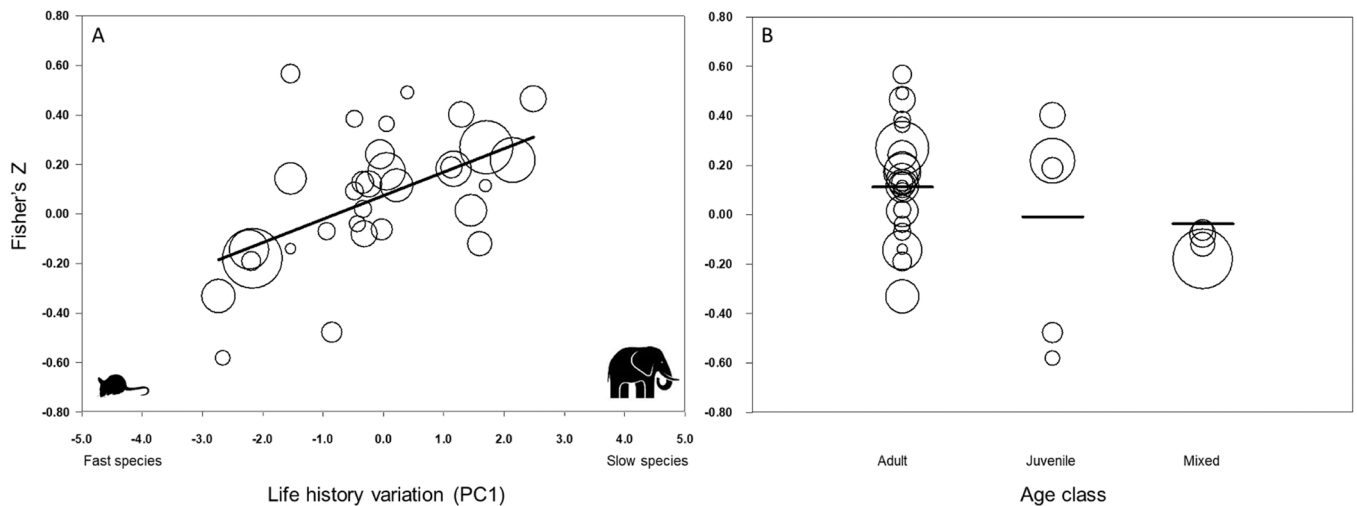 A
B
Fisher's Z
0.80
0.60
0.40
0.20
0.00
-0.20
-0.40
-0.60
-0.80
-5.0 -4.0 -3.0 -2.0 -1.0 0.0 1.0 2.0 3.0 4.0 5.0
Fast species Slow species
Life history variation (PC1)
0.80
0.60
0.40
0.20
0.00
-0.20
-0.40
-0.60
-0.80
Adult Juvenile Mixed
Age class